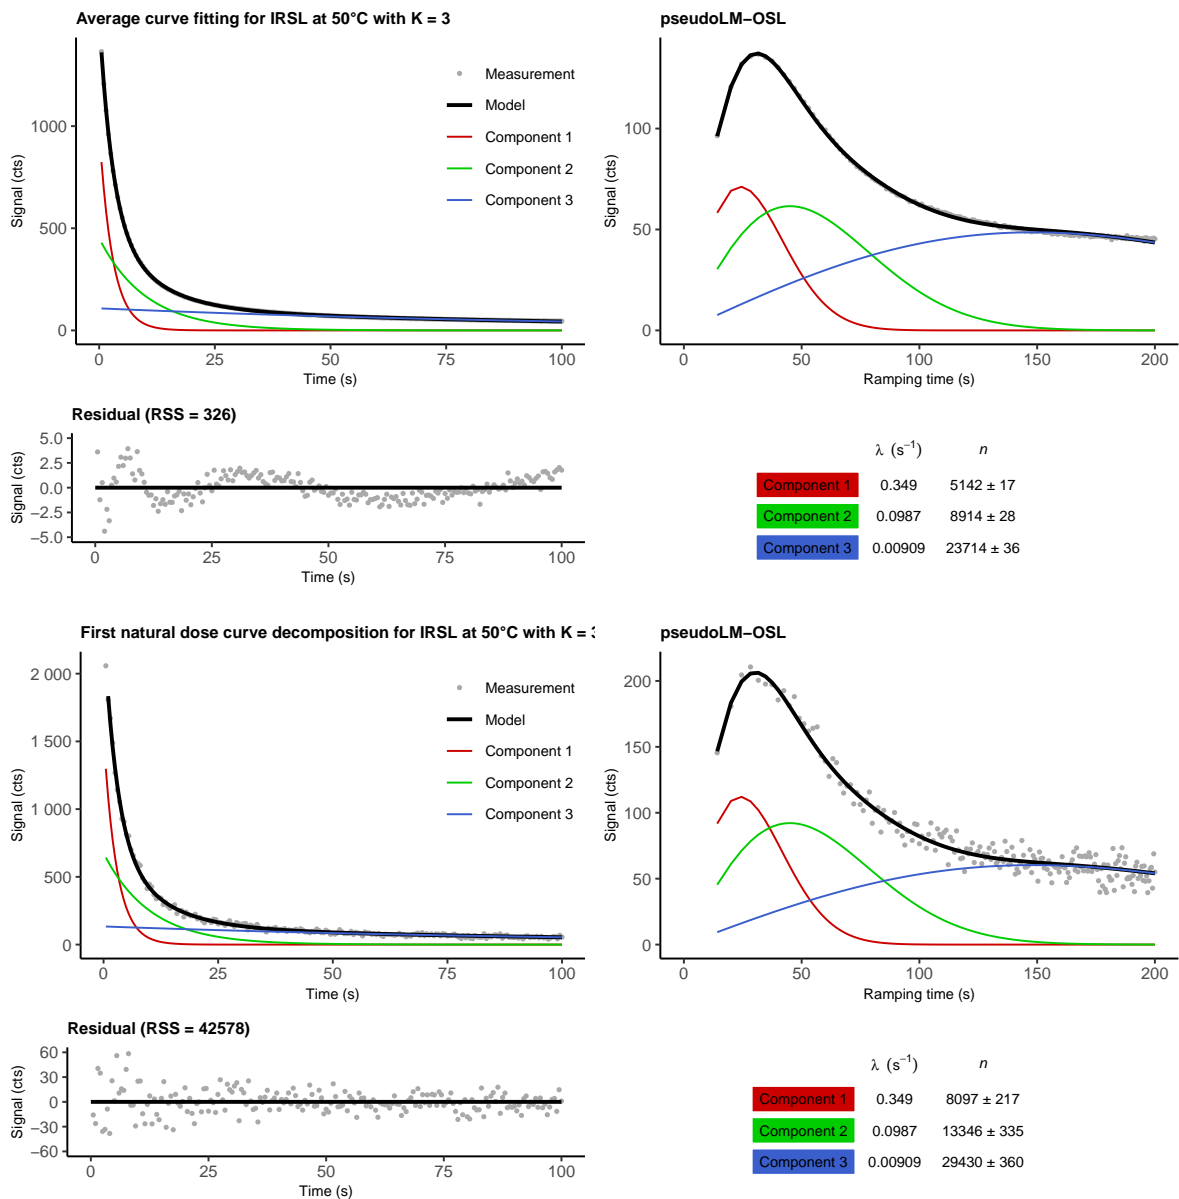 Average curve fitting for IRSL at 50°C with K = 3
Signal (cts)
1000
500
0
0
25
50
75
100
Time (s)
Measurement
Model
Component 1
Component 2
Component 3
pseudoLM−OSL
Signal (cts)
100
50
0
0
50
100
150
200
Ramping time (s)
Residual (RSS = 326)
Signal (cts)
5.0
2.5
0.0
−2.5
−5.0
0
25
50
75
100
Time (s)
λ (s⁻¹) n
Component 1 0.349 5142 ± 17
Component 2 0.0987 8914 ± 28
Component 3 0.00909 23714 ± 36
First natural dose curve decomposition for IRSL at 50°C with K = 3
Signal (cts)
2 000
1 500
1 000
500
0
0
25
50
75
100
Time (s)
Measurement
Model
Component 1
Component 2
Component 3
pseudoLM−OSL
Signal (cts)
200
150
100
50
0
0
50
100
150
200
Ramping time (s)
Residual (RSS = 42578)
Signal (cts)
60
30
0
−30
−60
0
25
50
75
100
Time (s)
λ (s⁻¹) n
Component 1 0.349 8097 ± 217
Component 2 0.0987 13346 ± 335
Component 3 0.00909 29430 ± 360